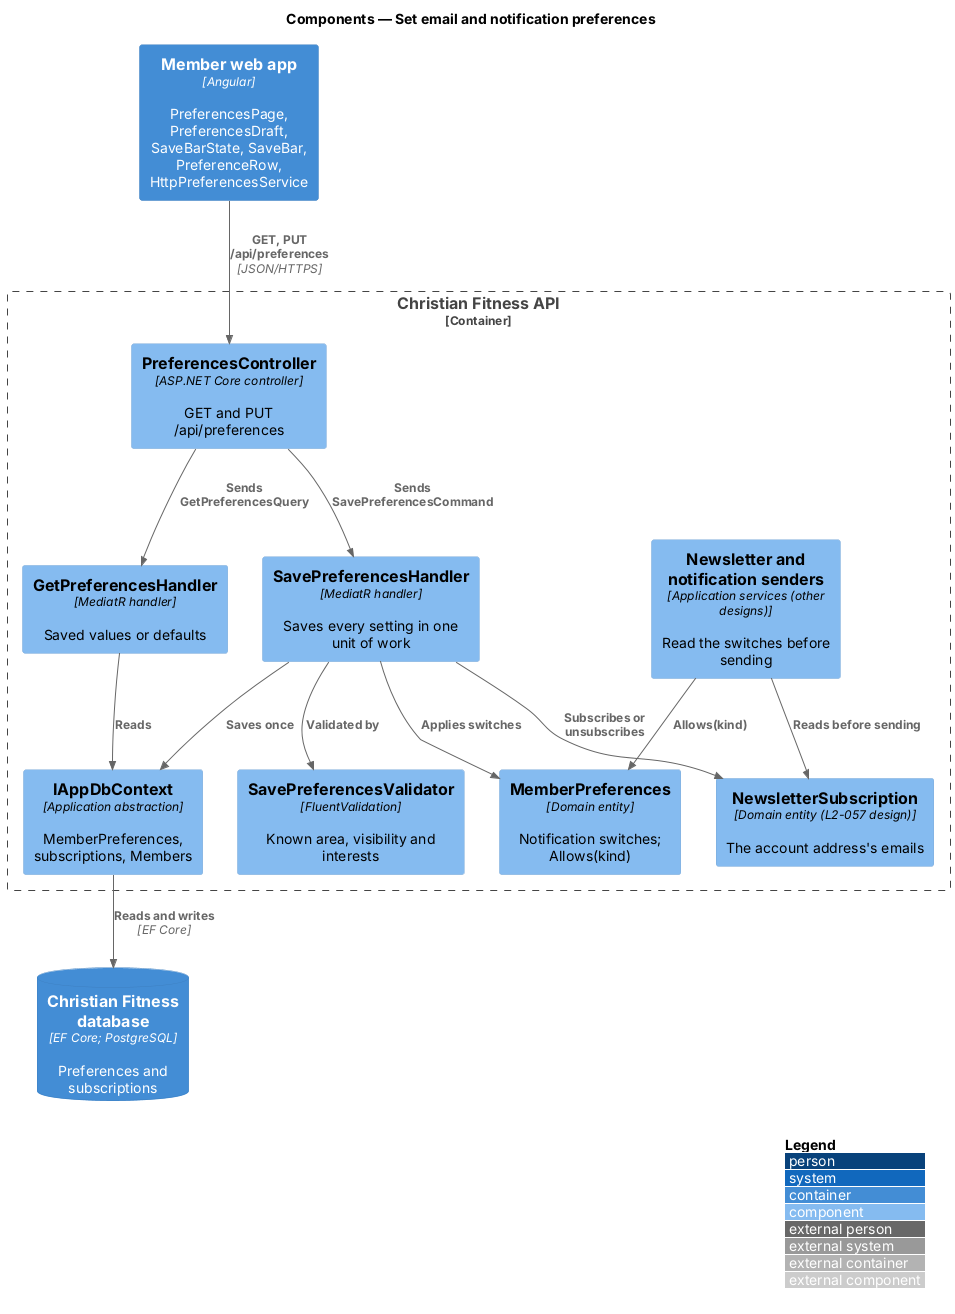 Components — Set email and notification preferences
Member web app
[Angular]
PreferencesPage,
PreferencesDraft,
SaveBarState, SaveBar,
PreferenceRow,
HttpPreferencesService
GET, PUT
/api/preferences
[JSON/HTTPS]
Christian Fitness API
[Container]
PreferencesController
[ASP.NET Core controller]
GET and PUT
/api/preferences
Sends
GetPreferencesQuery
Sends
SavePreferencesCommand
GetPreferencesHandler
[MediatR handler]
Saved values or defaults
SavePreferencesHandler
[MediatR handler]
Saves every setting in one
unit of work
Newsletter and
notification senders
[Application services (other
designs)]
Read the switches before
sending
Reads
Saves once
Validated by
Applies switches
Subscribes or
unsubscribes
Allows(kind)
Reads before sending
IAppDbContext
[Application abstraction]
MemberPreferences,
subscriptions, Members
SavePreferencesValidator
[FluentValidation]
Known area, visibility and
interests
MemberPreferences
[Domain entity]
Notification switches;
Allows(kind)
NewsletterSubscription
[Domain entity (L2-057 design)]
The account address's emails
Reads and writes
[EF Core]
Christian Fitness
database
[EF Core; PostgreSQL]
Preferences and
subscriptions
Legend
person
system
container
component
external person
external system
external container
external component